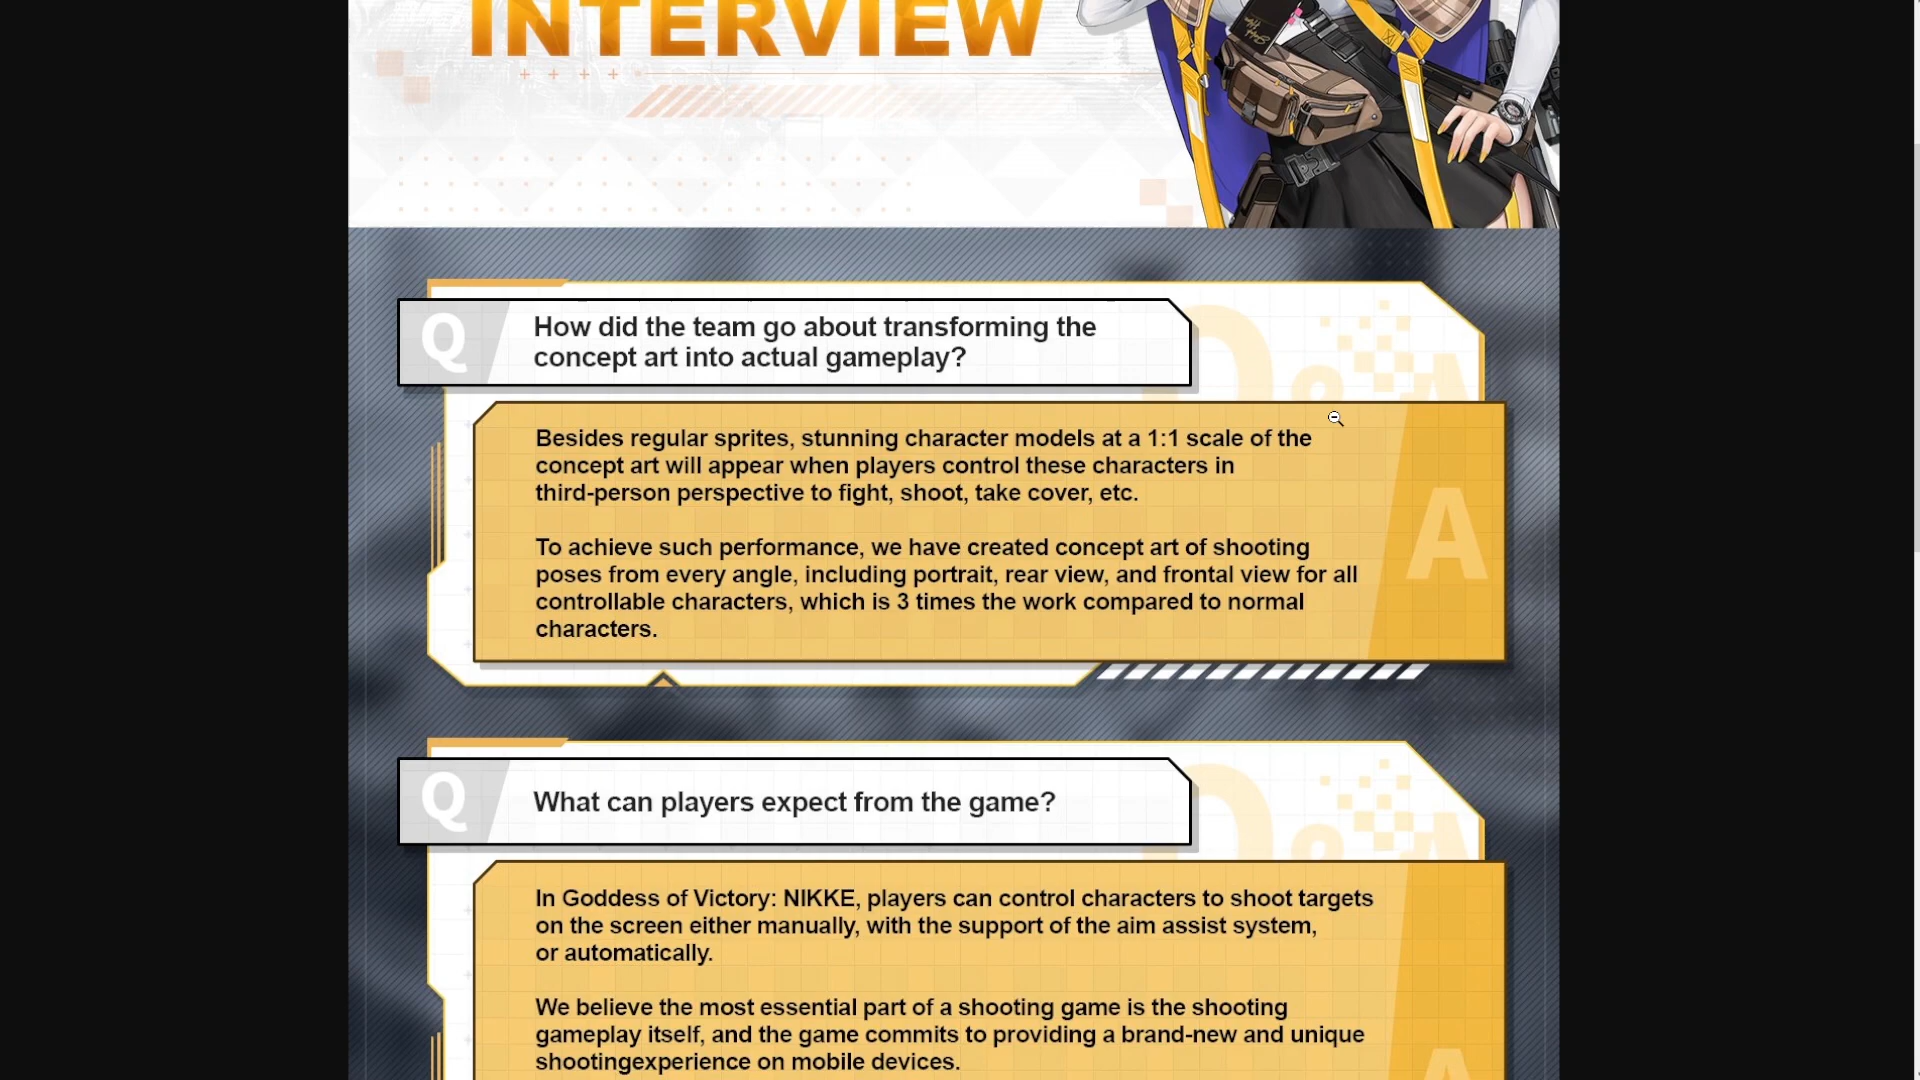 INTERVIEW
Q
How did the team go about transforming the
concept art into actual gameplay?
Besides regular sprites, stunning character models at a 1:1 scale of the
concept art will appear when players control these characters in
third-person perspective to fight, shoot, take cover, etc.
To achieve such performance, we have created concept art of shooting
poses from every angle, including portrait, rear view, and frontal view for all
controllable characters, which is 3 times the work compared to normal
characters.
A
Q
What can players expect from the game?
In Goddess of Victory: NIKKE, players can control characters to shoot targets
on the screen either manually, with the support of the aim assist system,
or automatically.
We believe the most essential part of a shooting game is the shooting
gameplay itself, and the game commits to providing a brand-new and unique
shootingexperience on mobile devices.
A